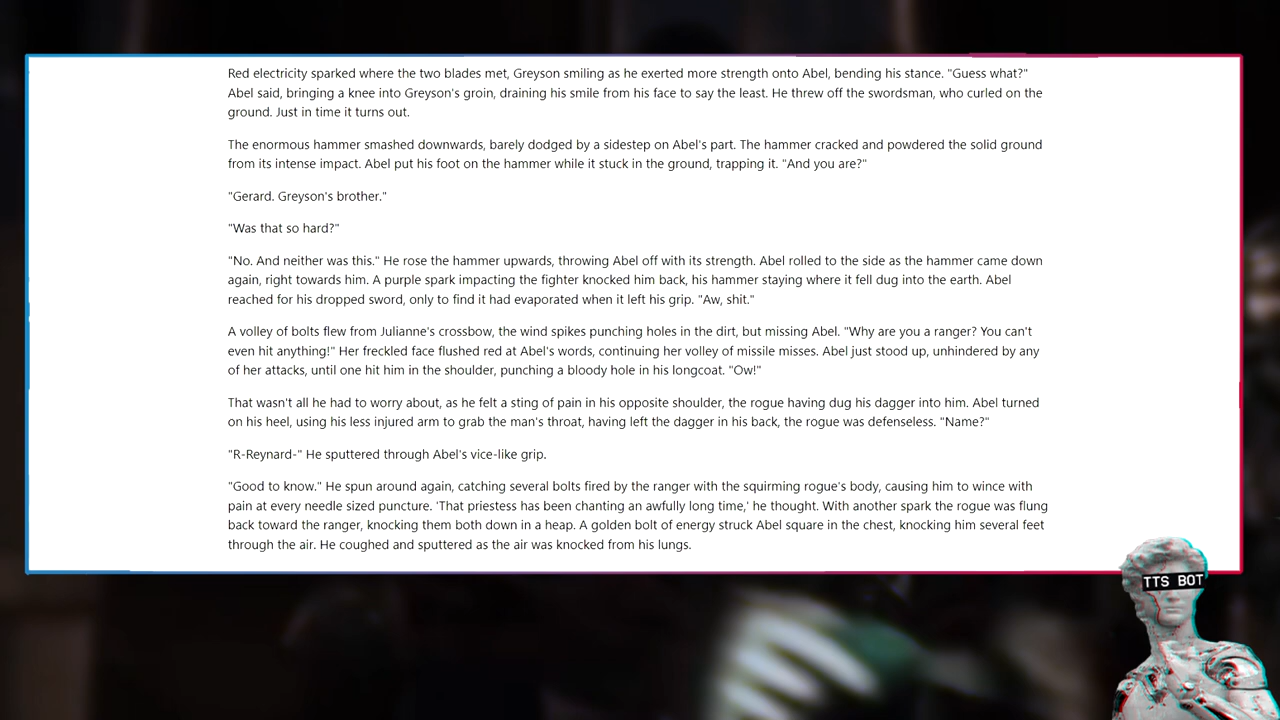 Red electricity sparked where the two blades met, Greyson smiling as he exerted more strength onto Abel, bending his stance. "Guess what?"
Abel said, bringing a knee into Greyson's groin, draining his smile from his face to say the least. He threw off the swordsman, who curled on the
ground. Just in time it turns out.
The enormous hammer smashed downwards, barely dodged by a sidestep on Abel's part. The hammer cracked and powdered the solid ground
from its intense impact. Abel put his foot on the hammer while it stuck in the ground, trapping it. "And you are?"
"Gerard. Greyson's brother."
"Was that so hard?"
"No. And neither was this." He rose the hammer upwards, throwing Abel off with its strength. Abel rolled to the side as the hammer came down
again, right towards him. A purple spark impacting the fighter knocked him back, his hammer staying where it fell dug into the earth. Abel
reached for his dropped sword, only to find it had evaporated when it left his grip. "Aw, shit."
A volley of bolts flew from Julianne's crossbow, the wind spikes punching holes in the dirt, but missing Abel. "Why are you a ranger? You can't
even hit anything!" Her freckled face flushed red at Abel's words, continuing her volley of missile misses. Abel just stood up, unhindered by any
of her attacks, until one hit him in the shoulder, punching a bloody hole in his longcoat. "Ow!"
That wasn't all he had to worry about, as he felt a sting of pain in his opposite shoulder, the rogue having dug his dagger into him. Abel turned
on his heel, using his less injured arm to grab the man's throat, having left the dagger in his back, the rogue was defenseless. "Name?"
"R-Reynard-" He sputtered through Abel's vice-like grip.
"Good to know." He spun around again, catching several bolts fired by the ranger with the squirming rogue's body, causing him to wince with
pain at every needle sized puncture. 'That priestess has been chanting an awfully long time,' he thought. With another spark the rogue was flung
back toward the ranger, knocking them both down in a heap. A golden bolt of energy struck Abel square in the chest, knocking him several feet
through the air. He coughed and sputtered as the air was knocked from his lungs.
TTS BOT